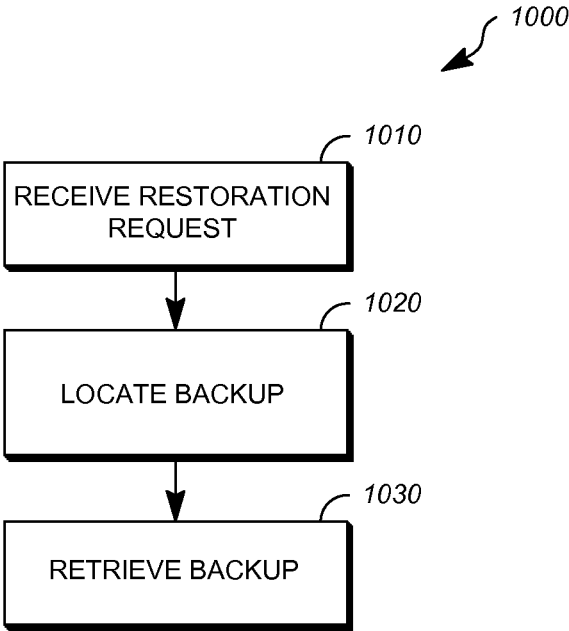 1000
1010
RECEIVE RESTORATION
REQUEST
1020
LOCATE BACKUP
1030
RETRIEVE BACKUP